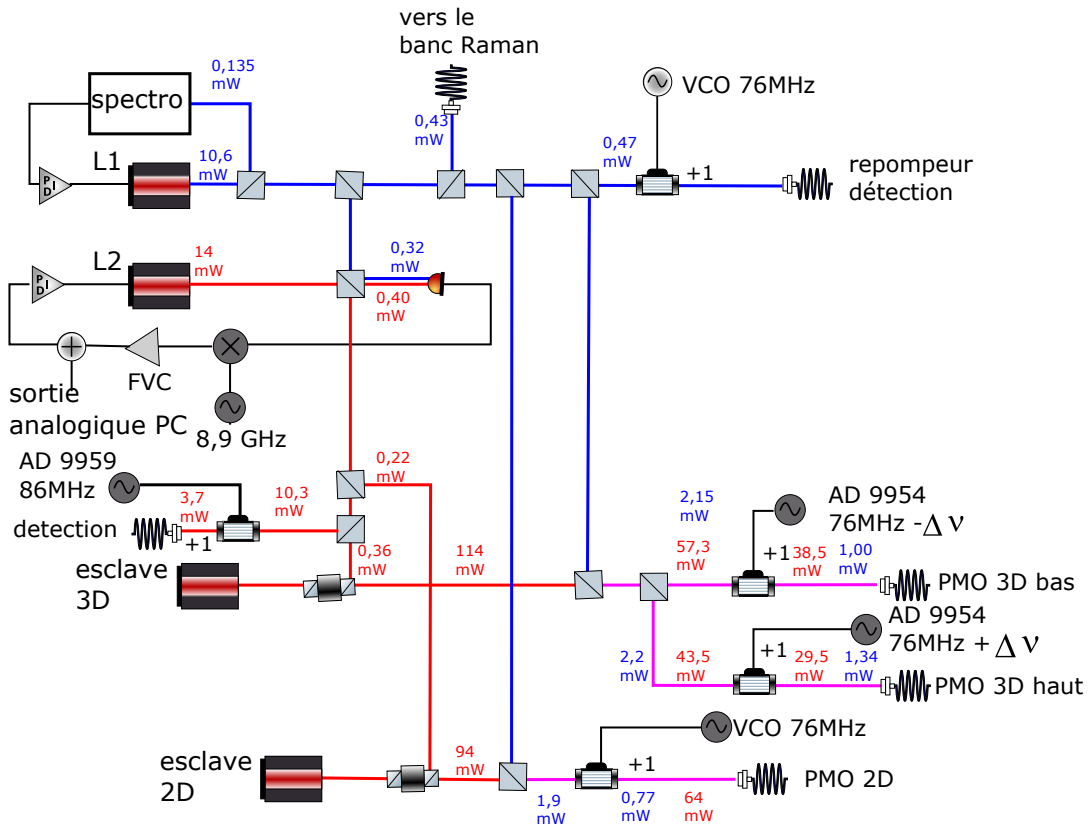 vers le
banc Raman
0,135
mW
spectro
VCO 76MHz
0,43
mW
0,47
mW
L1
10,6
mW
P I
D
+1
repompeur
détection
L2
14
mW
0,32
mW
P I
D
0,40
mW
FVC
sortie
analogique PC
8,9 GHz
AD 9959
86MHz
0,22
mW
3,7
mW
10,3
mW
detection
+1
2,15
mW
AD 9954
76MHz -Δν
0,36
mW
114
mW
57,3
mW
+1
38,5
mW
1,00
mW
esclave
3D
PMO 3D bas
AD 9954
76MHz +Δν
2,2
mW
43,5
mW
+1
29,5
mW
1,34
mW
PMO 3D haut
VCO 76MHz
esclave
2D
94
mW
+1
PMO 2D
1,9
mW
0,77
mW
64
mW